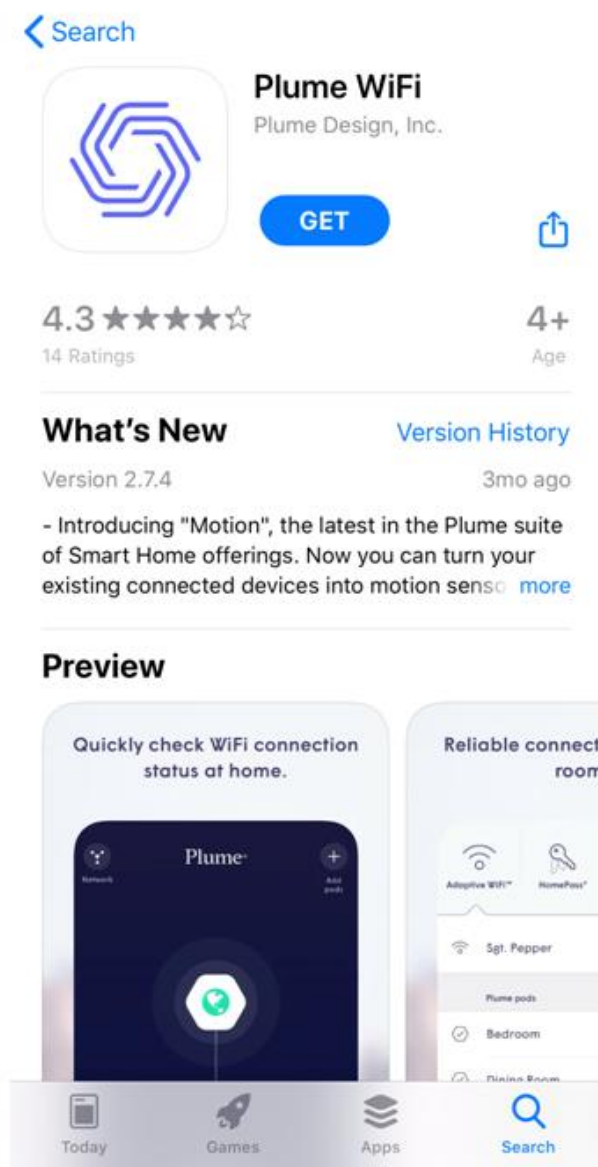 Search
Plume WiFi
Plume Design, Inc.
GET
4.3
4+
14 Ratings
Age
What's New
Version History
Version 2.7.4
3mo ago
- Introducing "Motion", the latest in the Plume suite
of Smart Home offerings. Now you can turn your
existing connected devices into motion senso more
Preview
Quickly check WiFi connection
status at home.
Plume
Network
Add
pods
Reliable connect
room
Adaptive WiFi™
HomePass®
Sgt. Pepper
Plume pods
Bedroom
Dining Room
Today
Games
Apps
Search